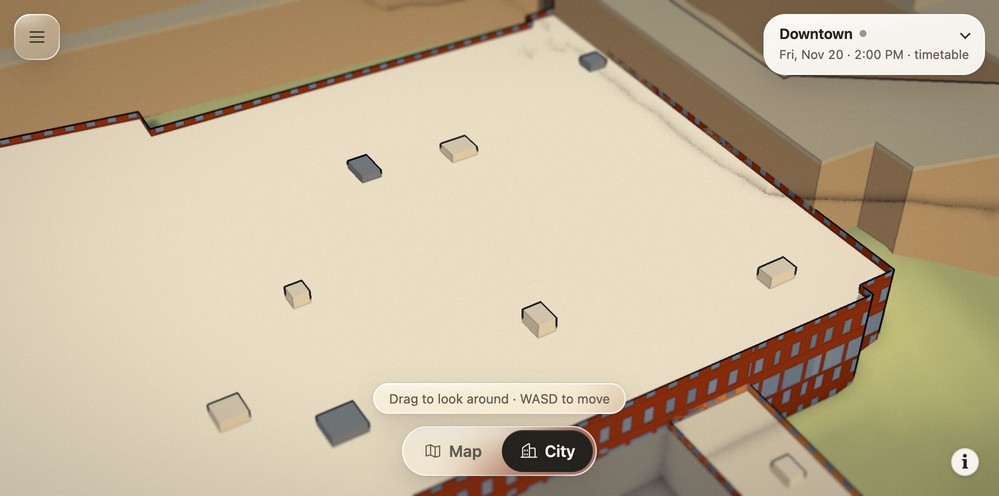 Downtown
Fri, Nov 20 · 2:00 PM · timetable
Drag to look around · WASD to move
Map
City
i